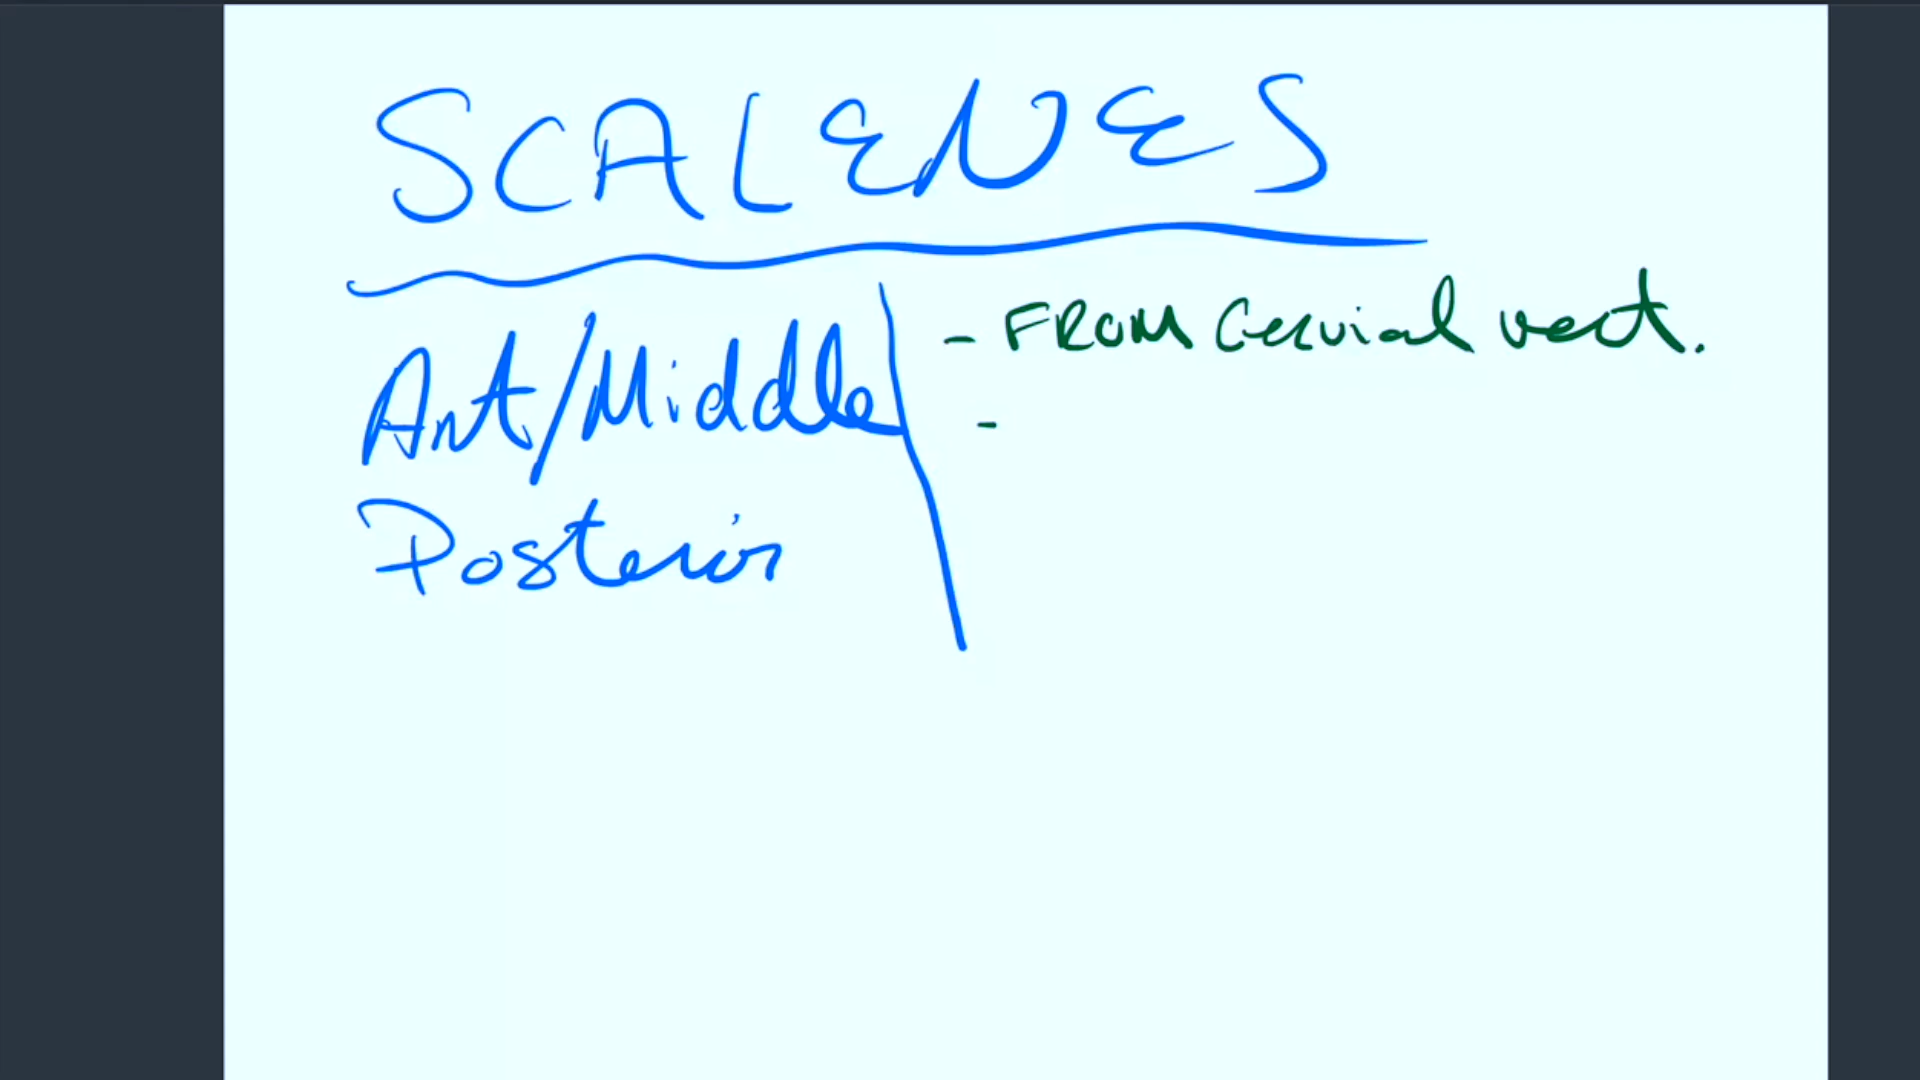 SCALENES
Ant/Middle
Posterior
- FROM Cervial vert.
-